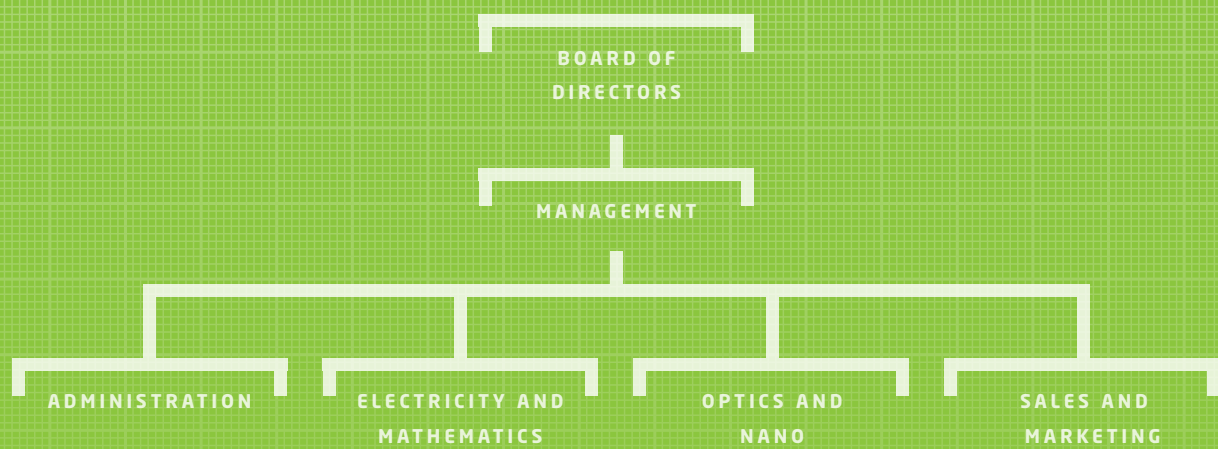 BOARD OF
DIRECTORS
MANAGEMENT
ADMINISTRATION
ELECTRICITY AND
MATHEMATICS
OPTICS AND
NANO
SALES AND
MARKETING